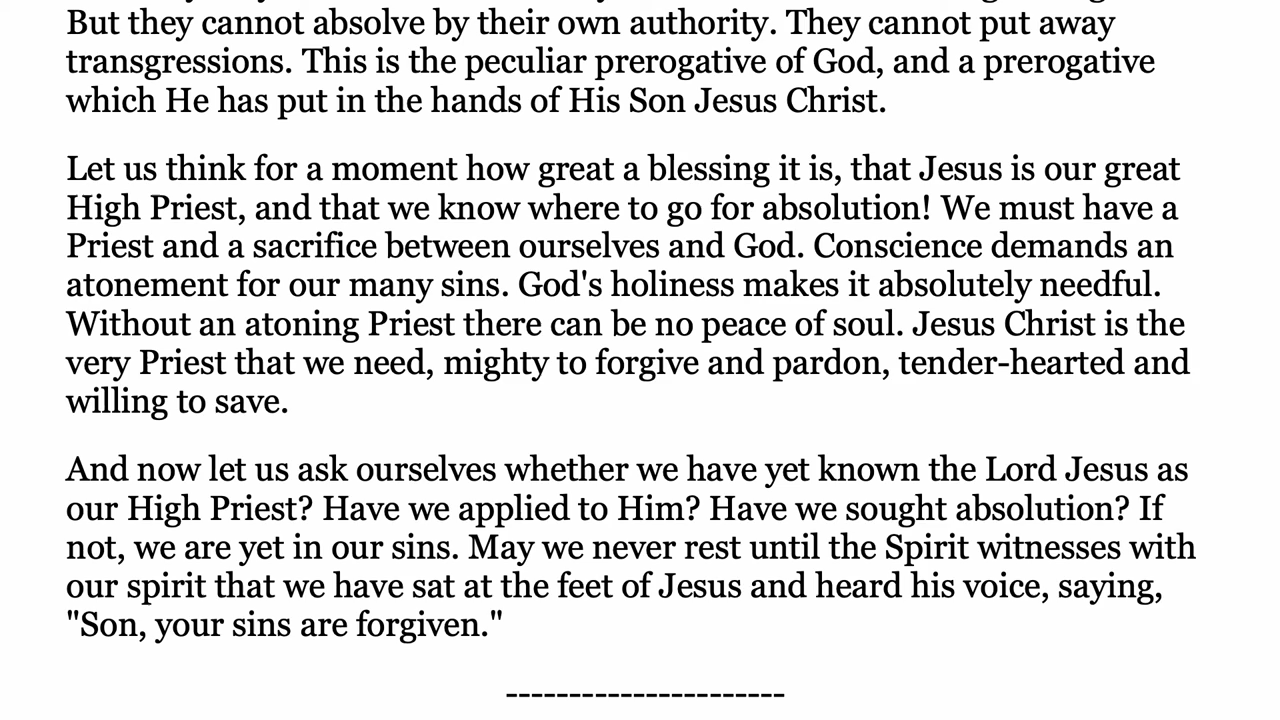 But they cannot absolve by their own authority. They cannot put away
transgressions. This is the peculiar prerogative of God, and a prerogative
which He has put in the hands of His Son Jesus Christ.
Let us think for a moment how great a blessing it is, that Jesus is our great
High Priest, and that we know where to go for absolution! We must have a
Priest and a sacrifice between ourselves and God. Conscience demands an
atonement for our many sins. God's holiness makes it absolutely needful.
Without an atoning Priest there can be no peace of soul. Jesus Christ is the
very Priest that we need, mighty to forgive and pardon, tender-hearted and
willing to save.
And now let us ask ourselves whether we have yet known the Lord Jesus as
our High Priest? Have we applied to Him? Have we sought absolution? If
not, we are yet in our sins. May we never rest until the Spirit witnesses with
our spirit that we have sat at the feet of Jesus and heard his voice, saying,
"Son, your sins are forgiven."
----------------------